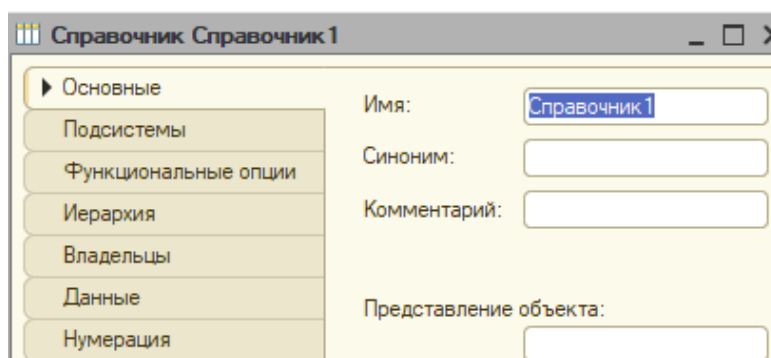 Справочник Справочник1
Основные
Подсистемы
Функциональные опции
Иерархия
Владельцы
Данные
Нумерация
Имя:
Справочник1
Синоним:
Комментарий:
Представление объекта: